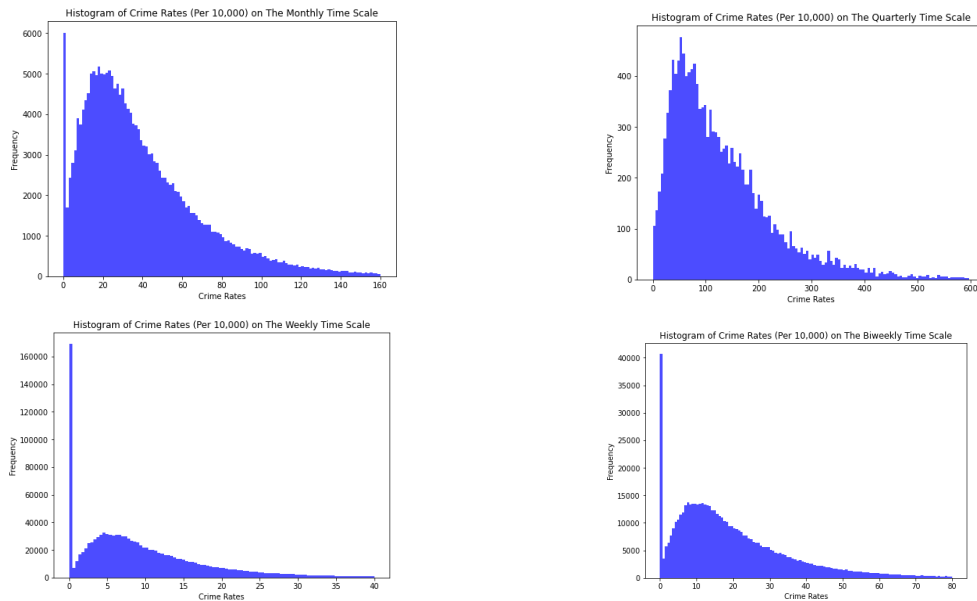 Histogram of Crime Rates (Per 10,000) on The Monthly Time Scale
6000
5000
4000
3000
2000
1000
0
Frequency
0 20 40 60 80 100 120 140 160
Crime Rates
Histogram of Crime Rates (Per 10,000) on The Quarterly Time Scale
400
300
200
100
0
Frequency
0 100 200 300 400 500 600
Crime Rates
Histogram of Crime Rates (Per 10,000) on The Weekly Time Scale
160000
140000
120000
100000
80000
60000
40000
20000
0
Frequency
0 5 10 15 20 25 30 35 40
Crime Rates
Histogram of Crime Rates (Per 10,000) on The Biweekly Time Scale
40000
35000
30000
25000
20000
15000
10000
5000
0
Frequency
0 10 20 30 40 50 60 70 80
Crime Rates